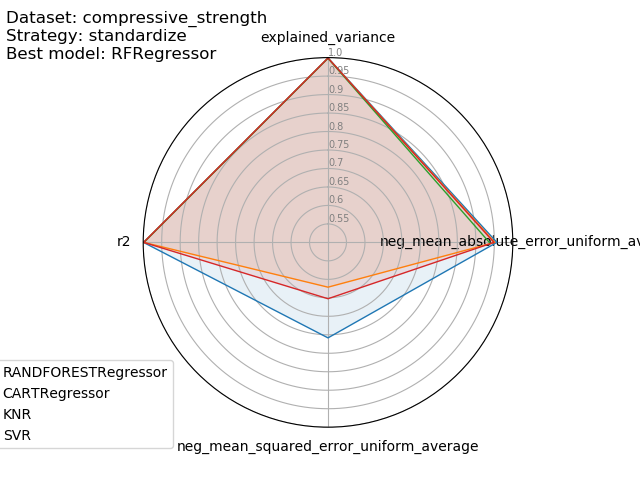 Dataset: compressive_strength
Strategy: standardize
Best model: RFRegressor
explained_variance
1.0
0.95
0.9
0.85
0.8
0.75
0.7
0.65
0.6
0.55
r2
neg_mean_absolute_error_uniform_av
RANDFORESTRegressor
CARTRegressor
KNR
SVR
neg_mean_squared_error_uniform_average